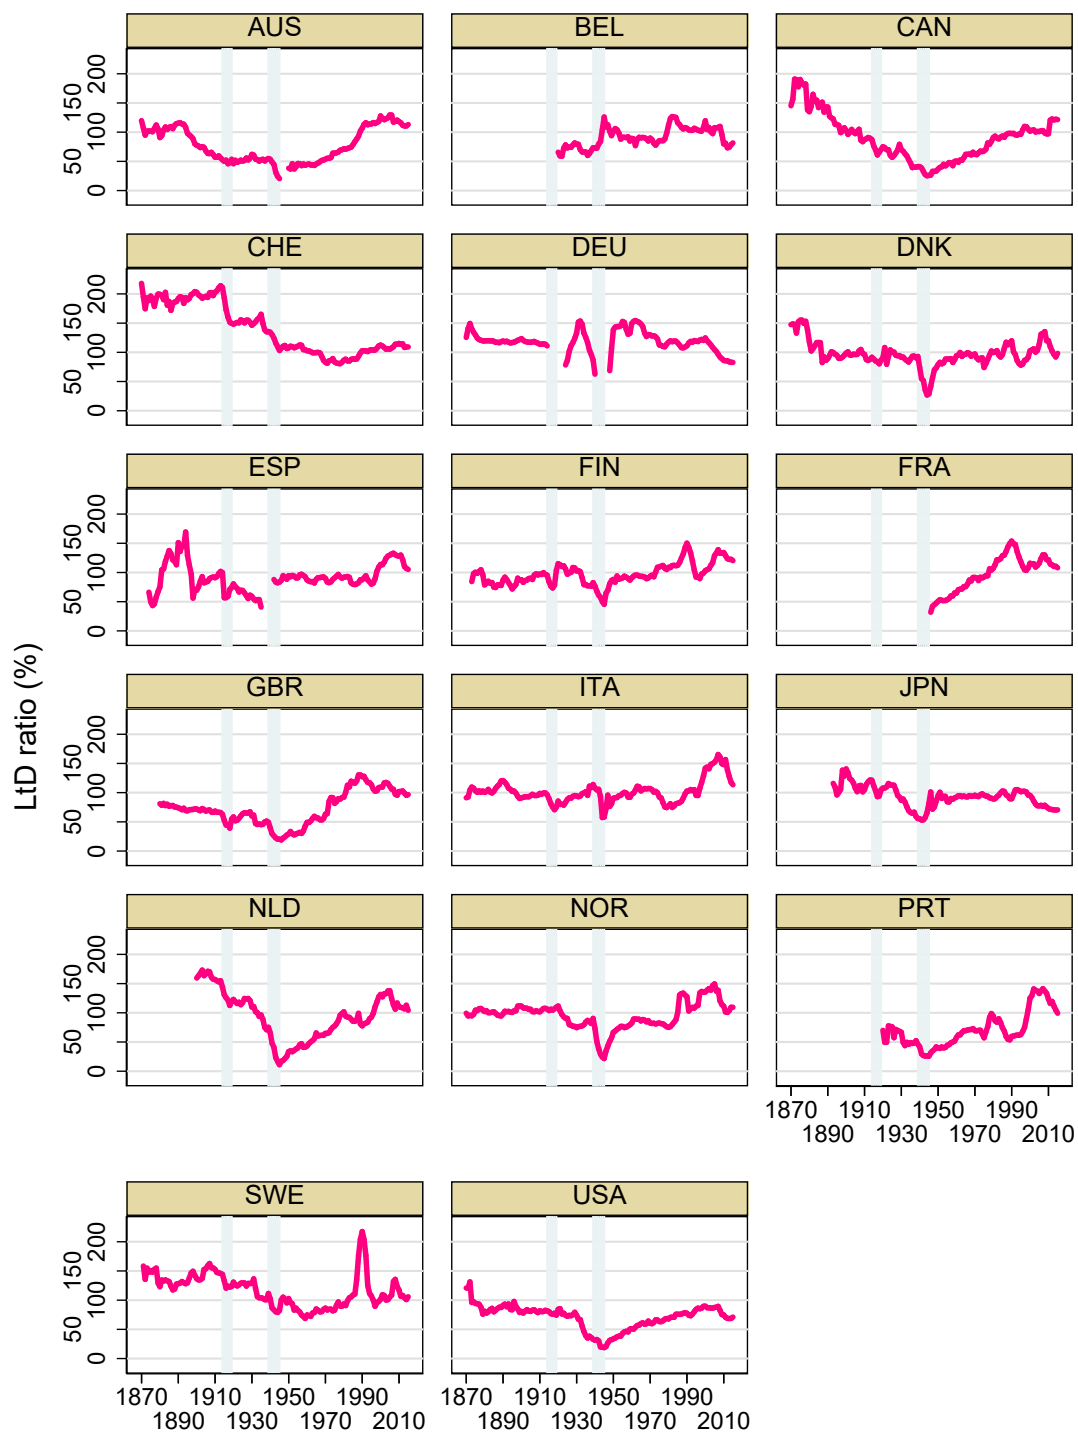 AUS BEL CAN
0 50 100 150 200
CHE DEU DNK
0 50 100 150 200
ESP FIN FRA
0 50 100 150 200
LtD ratio (%)
GBR ITA JPN
0 50 100 150 200
NLD NOR PRT
0 50 100 150 200
1870 1910 1950 1990
1890 1930 1970 2010
SWE USA
0 50 100 150 200
1870 1910 1950 1990 1870 1910 1950 1990
1890 1930 1970 2010 1890 1930 1970 2010